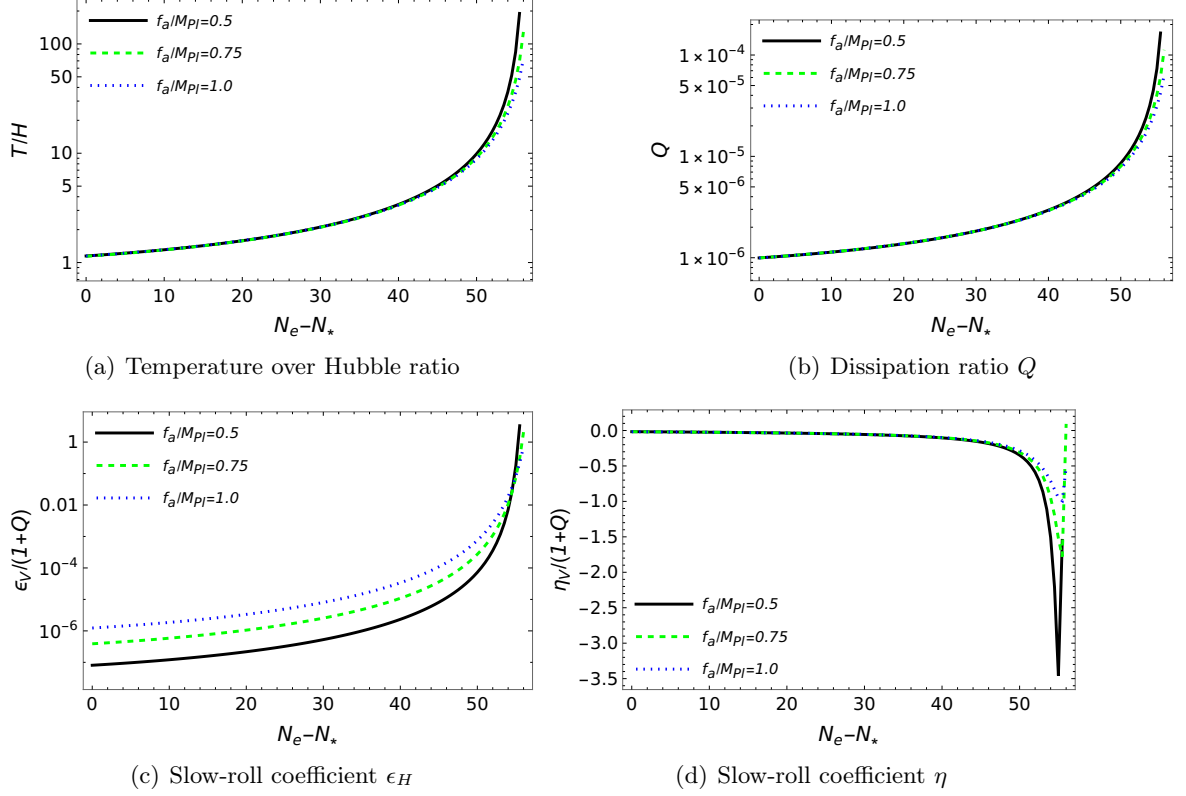 f_a/M_Pl=0.5
f_a/M_Pl=0.75
f_a/M_Pl=1.0
100
50
10
5
1
T/H
0 10 20 30 40 50
N_e−N_⋆
(a) Temperature over Hubble ratio
f_a/M_Pl=0.5
f_a/M_Pl=0.75
f_a/M_Pl=1.0
1×10^-4
5×10^-5
1×10^-5
5×10^-6
1×10^-6
Q
0 10 20 30 40 50
N_e−N_⋆
(b) Dissipation ratio Q
f_a/M_Pl=0.5
f_a/M_Pl=0.75
f_a/M_Pl=1.0
1
0.01
10^-4
10^-6
ϵ_V/(1+Q)
0 10 20 30 40 50
N_e−N_⋆
(c) Slow-roll coefficient ϵ_H
0.0
−0.5
−1.0
−1.5
−2.0
−2.5
−3.0
−3.5
η_V/(1+Q)
f_a/M_Pl=0.5
f_a/M_Pl=0.75
f_a/M_Pl=1.0
0 10 20 30 40 50
N_e−N_⋆
(d) Slow-roll coefficient η